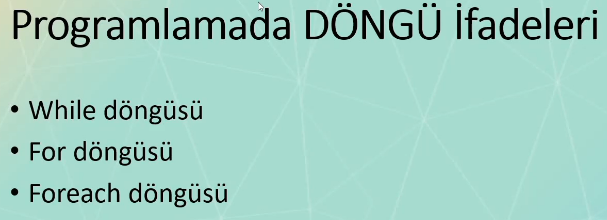 Programlamada DÖNGÜ İfadeleri
• While döngüsü
• For döngüsü
• Foreach döngüsü